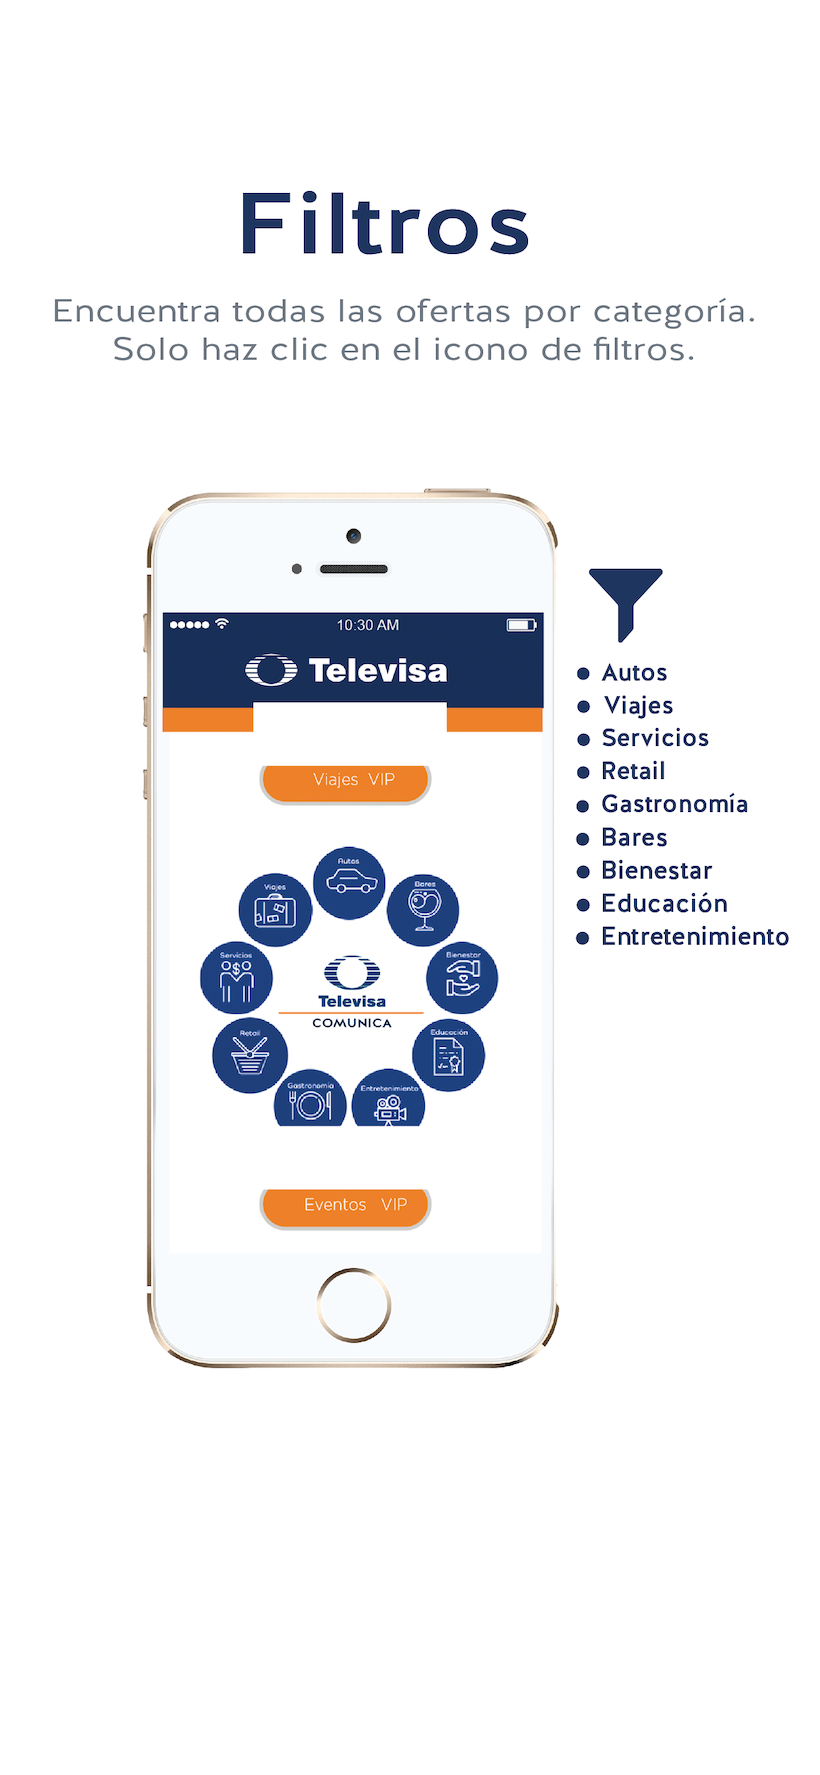 Filtros
Encuentra todas las ofertas por categoría.
Solo haz clic en el icono de filtros.
10:30 AM
Televisa
Viajes VIP
Autos
Viajes
Bares
Servicios
Bienestar
Televisa
COMUNICA
Retail
Educación
Gastronomía
Entretenimiento
Eventos VIP
Autos
Viajes
Servicios
Retail
Gastronomía
Bares
Bienestar
Educación
Entretenimiento